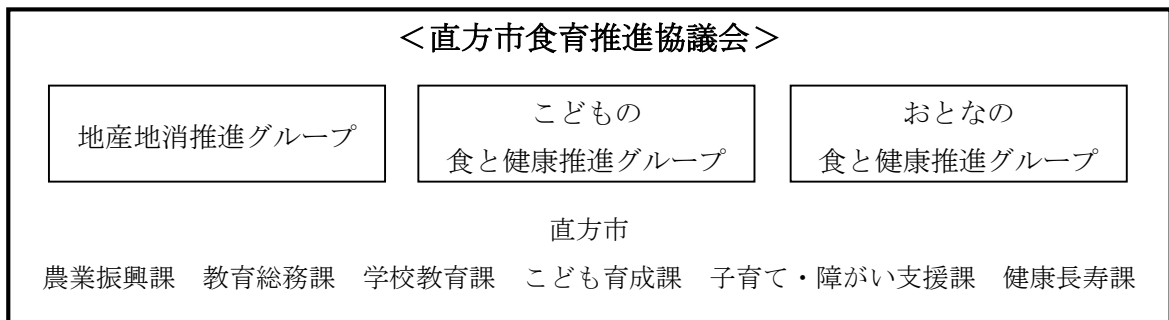 ＜直方市食育推進協議会＞
地産地消推進グループ
こどもの
食と健康推進グループ
おとなの
食と健康推進グループ
直方市
農業振興課　教育総務課　学校教育課　こども育成課　子育て・障がい支援課　健康長寿課